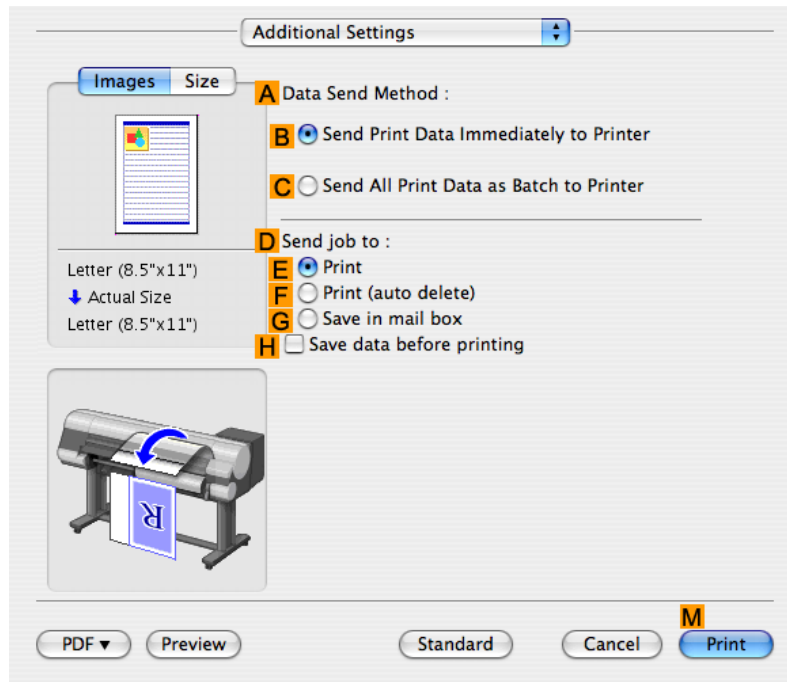 Additional Settings
Images Size
A Data Send Method :
B Send Print Data Immediately to Printer
C Send All Print Data as Batch to Printer
D Send job to :
E Print
F Print (auto delete)
G Save in mail box
H Save data before printing
Letter (8.5"x11")
Actual Size
Letter (8.5"x11")
R
M
PDF Preview Standard Cancel Print